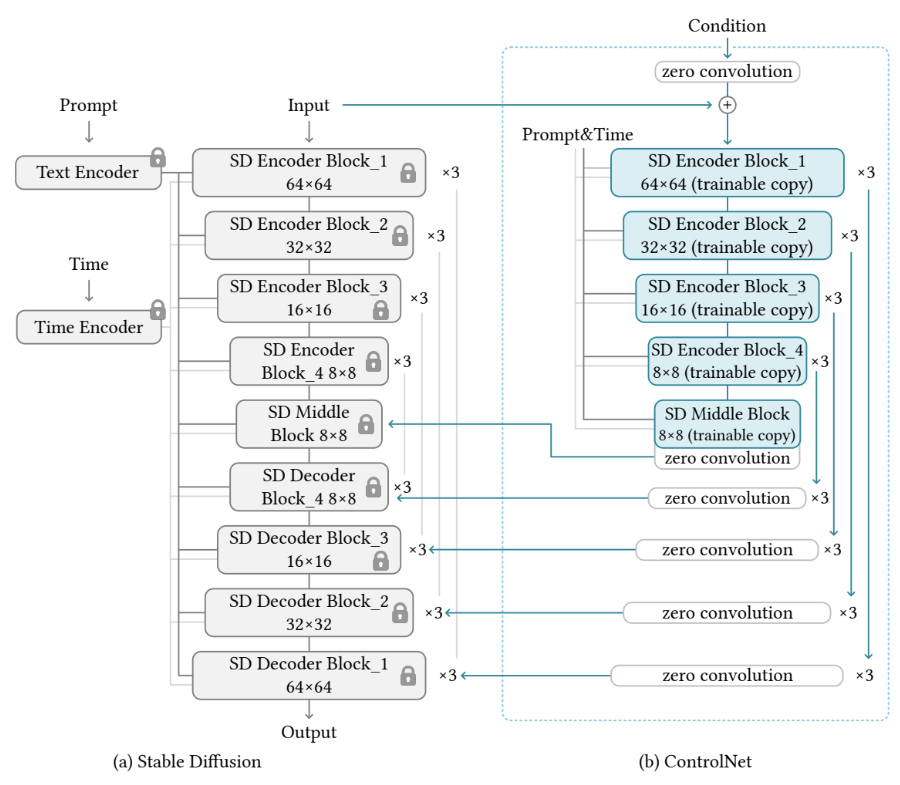 Condition
zero convolution
Prompt
Input
+
Prompt&Time
Text Encoder
SD Encoder Block_1
64×64
×3
SD Encoder Block_1
64×64 (trainable copy)
×3
SD Encoder Block_2
32×32
×3
SD Encoder Block_2
32×32 (trainable copy)
×3
Time
SD Encoder Block_3
16×16
×3
SD Encoder Block_3
16×16 (trainable copy)
×3
Time Encoder
SD Encoder
Block_4 8×8
×3
SD Encoder Block_4
8×8 (trainable copy)
×3
SD Middle
Block 8×8
SD Middle Block
8×8 (trainable copy)
zero convolution
SD Decoder
Block_4 8×8
×3
zero convolution
×3
SD Decoder Block_3
16×16
×3
zero convolution
×3
SD Decoder Block_2
32×32
×3
zero convolution
×3
SD Decoder Block_1
64×64
×3
zero convolution
×3
Output
(a) Stable Diffusion
(b) ControlNet